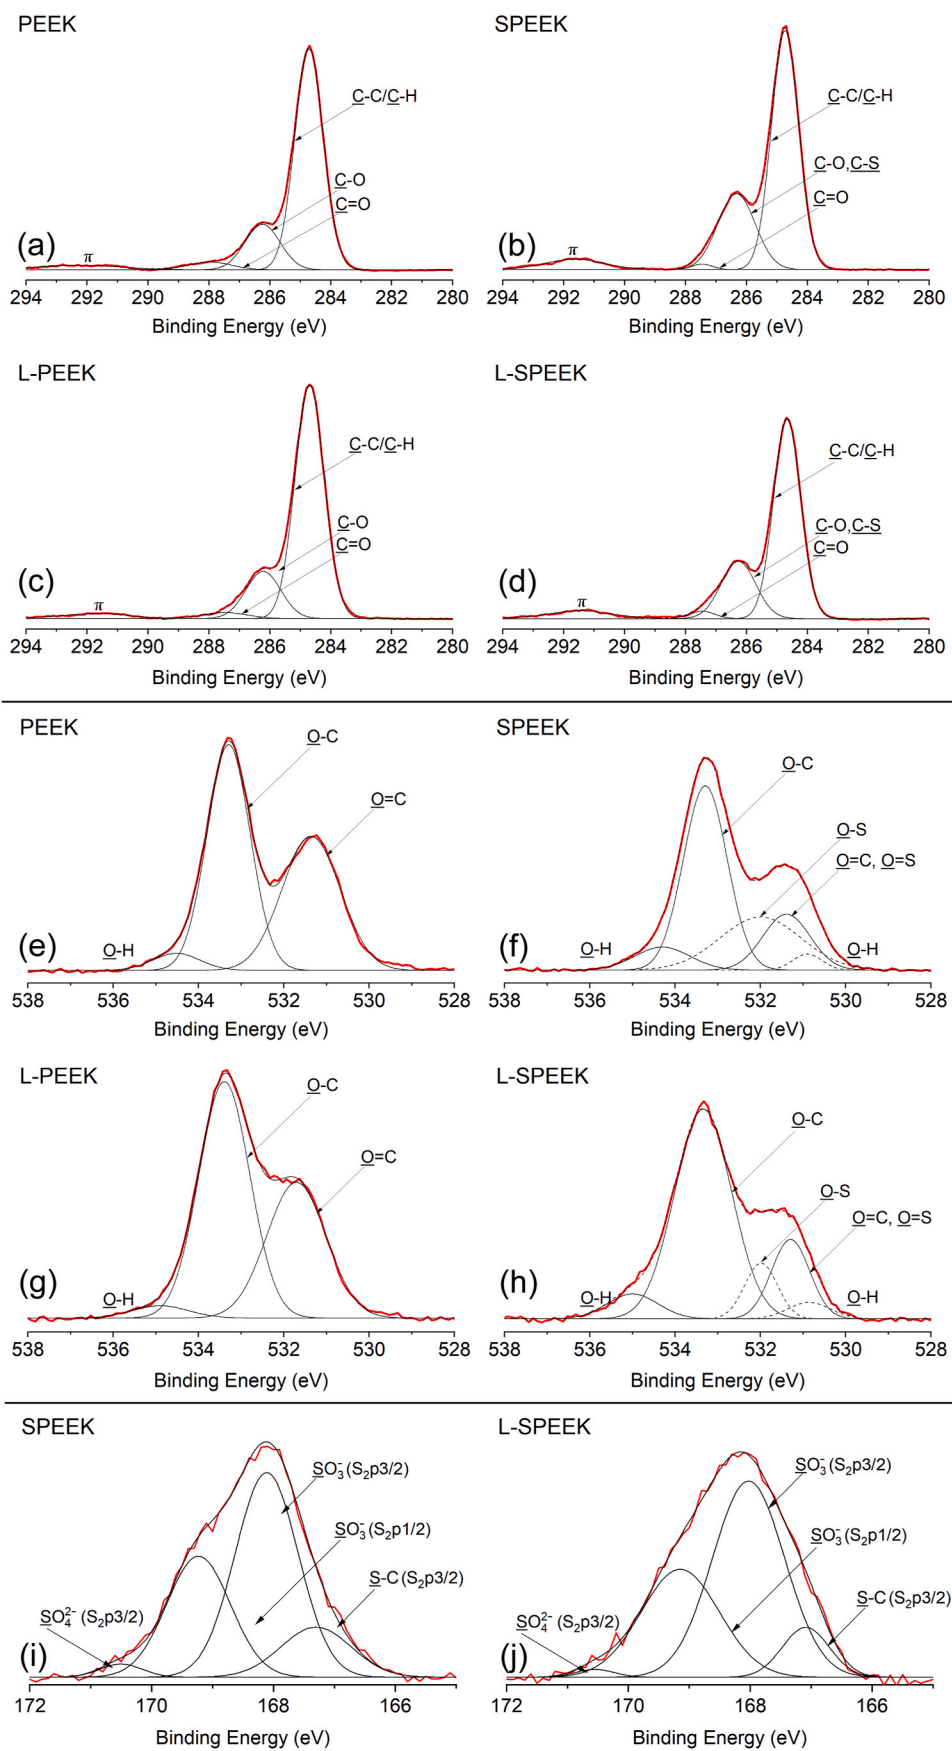 PEEK
C-C/C-H
C-O
C=O
(a)
π
294 292 290 288 286 284 282 280
Binding Energy (eV)
SPEEK
C-C/C-H
C-O,C-S
C=O
(b)
π
294 292 290 288 286 284 282 280
Binding Energy (eV)
L-PEEK
C-C/C-H
C-O
C=O
(c)
π
294 292 290 288 286 284 282 280
Binding Energy (eV)
L-SPEEK
C-C/C-H
C-O,C-S
C=O
(d)
π
294 292 290 288 286 284 282 280
Binding Energy (eV)
PEEK
O-C
O=C
(e)
O-H
538 536 534 532 530 528
Binding Energy (eV)
SPEEK
O-C
O-S
O=C, O=S
(f)
O-H
O-H
538 536 534 532 530 528
Binding Energy (eV)
L-PEEK
O-C
O=C
(g)
O-H
538 536 534 532 530 528
Binding Energy (eV)
L-SPEEK
O-C
O-S
O=C, O=S
(h)
O-H
O-H
538 536 534 532 530 528
Binding Energy (eV)
SPEEK
SO₃⁻(S₂p3/2)
SO₃⁻(S₂p1/2)
S-C(S₂p3/2)
SO₄²⁻(S₂p3/2)
(i)
172 170 168 166
Binding Energy (eV)
L-SPEEK
SO₃⁻(S₂p3/2)
SO₃⁻(S₂p1/2)
S-C(S₂p3/2)
SO₄²⁻(S₂p3/2)
(j)
172 170 168 166
Binding Energy (eV)